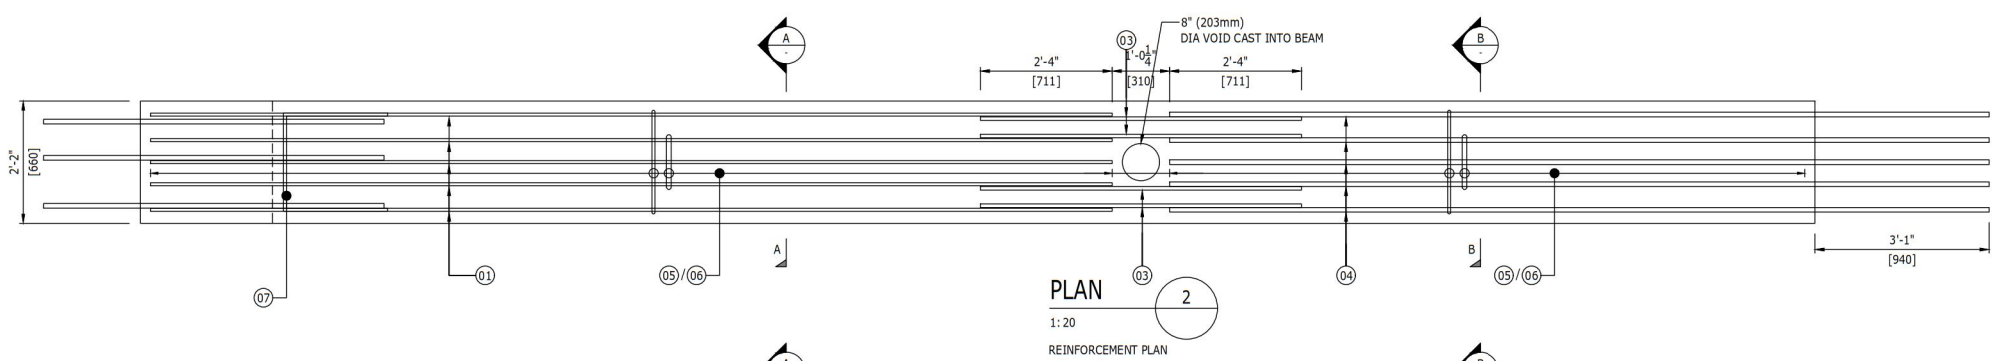 A
-
B
-
8" (203mm)
DIA VOID CAST INTO BEAM
03
1'-0¼"
[310]
2'-4"
[711]
2'-4"
[711]
2'-2"
[660]
A
B
3'-1"
[940]
01
05/06
03
04
05/06
07
PLAN
2
1:20
REINFORCEMENT PLAN